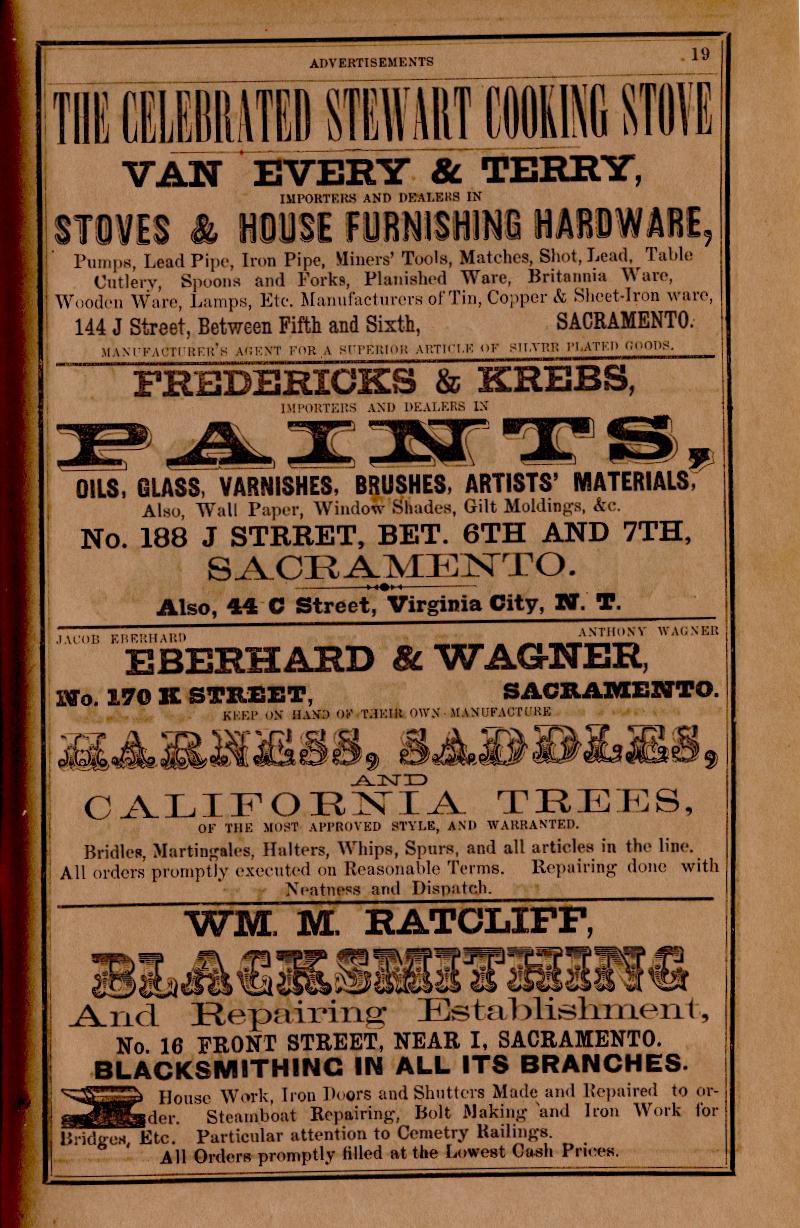 ADVERTISEMENTS 19
THE CELEBRATED STEWART COOKING STOVE
VAN EVERY & TERRY,
IMPORTERS AND DEALERS IN
STOVES & HOUSE FURNISHING HARDWARE,
Pumps, Lead Pipe, Iron Pipe, Miners' Tools, Matches, Shot, Lead, Table
Cutlery, Spoons and Forks, Planished Ware, Britannia Ware,
Wooden Ware, Lamps, Etc. Manufacturers of Tin, Copper & Sheet-Iron ware,
144 J Street, Between Fifth and Sixth, SACRAMENTO.
MANUFACTURER'S AGENT FOR A SUPERIOR ARTICLE OF SILVRR PLATED GOODS.
FREDERICKS & KREBS,
IMPORTERS AND DEALERS IN
PAINTS,
OILS, GLASS, VARNISHES, BRUSHES, ARTISTS' MATERIALS,
Also, Wall Paper, Window Shades, Gilt Moldings, &c.
No. 188 J STRRET, BET. 6TH AND 7TH,
SACRAMENTO.
Also, 44 C Street, Virginia City, N. T.
JACOB EBERHARD ANTHONY WAGNER
EBERHARD & WAGNER,
No. 170 K STREET, SACRAMENTO.
KEEP ON HAND OF THEIR OWN MANUFACTURE
HARNESS, SADDLES,
AND
CALIFORNIA TREES,
OF THE MOST APPROVED STYLE, AND WARRANTED.
Bridles, Martingales, Halters, Whips, Spurs, and all articles in the line.
All orders promptly executed on Reasonable Terms. Repairing done with
Neatness and Dispatch.
WM. M. RATCLIFF,
BLACKSMITHING
And Repairing Establishment,
No. 16 FRONT STREET, NEAR I, SACRAMENTO.
BLACKSMITHING IN ALL ITS BRANCHES.
House Work, Iron Doors and Shutters Made and Repaired to or-
der. Steamboat Repairing, Bolt Making and Iron Work for
Bridges, Etc. Particular attention to Cemetry Railings.
All Orders promptly filled at the Lowest Cash Prices.